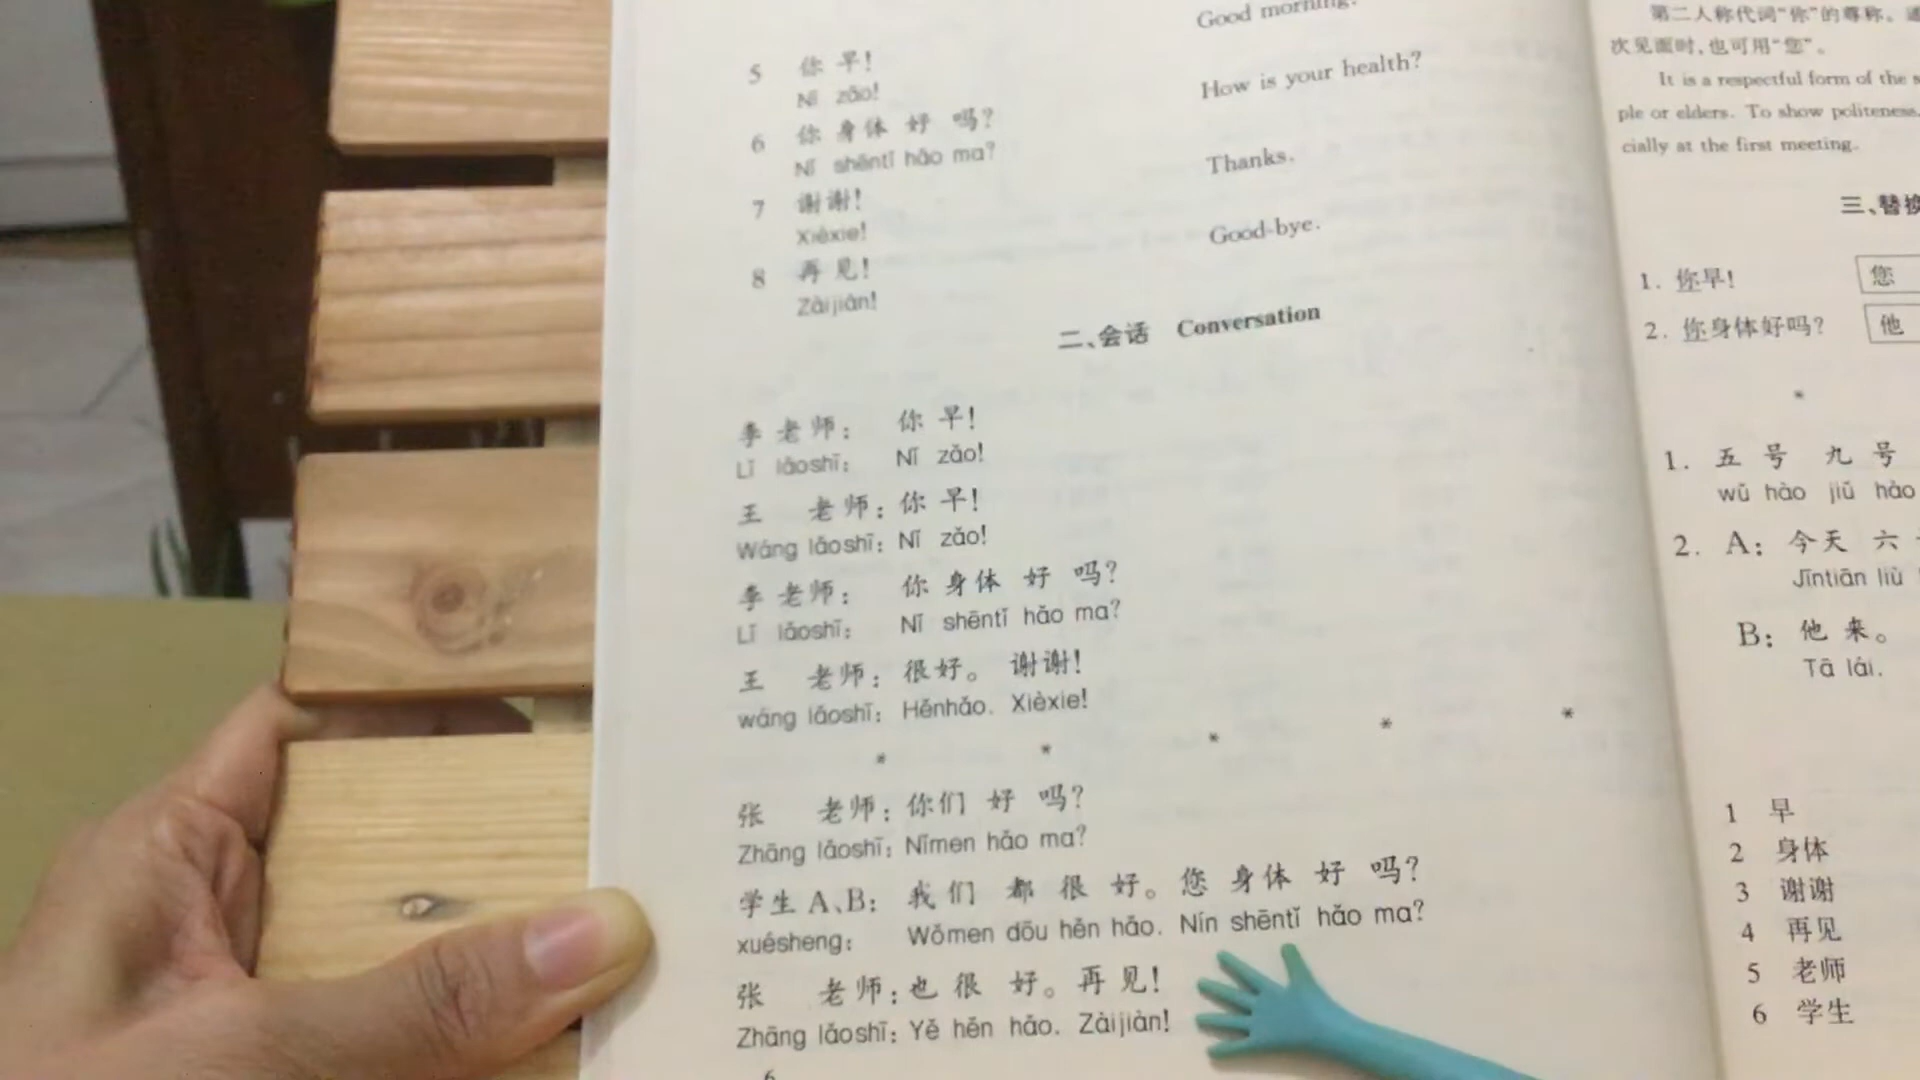 Good morning.
5 你 早！
Nǐ zǎo!
How is your health?
6 你 身体 好 吗？
Nǐ shēntǐ hǎo ma?
Thanks.
7 谢谢！
Xièxie!
Good-bye.
8 再 见！
Zàijiàn!
二、会话 Conversation
李 老师： 你 早！
Lǐ lǎoshī: Nǐ zǎo!
王 老师：你 早！
Wáng lǎoshī: Nǐ zǎo!
李 老师： 你 身体 好 吗？
Lǐ lǎoshī: Nǐ shēntǐ hǎo ma?
王 老师：很好。 谢谢！
wáng lǎoshī: Hěnhǎo. Xièxie!
* * * * *
张 老师：你们 好 吗？
Zhāng lǎoshī: Nǐmen hǎo ma?
学生 A、B： 我们 都 很 好。您 身体 好 吗？
xuésheng: Wǒmen dōu hěn hǎo. Nín shēntǐ hǎo ma?
张 老师：也 很 好。再 见！
Zhāng lǎoshī: Yě hěn hǎo. Zàijiàn!
6
第二人称代词“你”的尊称。
次见面时，也可用“您”。
It is a respectful form of the
ple or elders. To show politeness,
cially at the first meeting.
三、替换
1. 你早！ 您
2. 你身体好吗？ 他
*
1. 五 号 九 号
wǔ hào jiǔ hào
2. A： 今天 六
Jīntiān liù
B： 他 来。
Tā lái.
1 早
2 身体
3 谢谢
4 再见
5 老师
6 学生